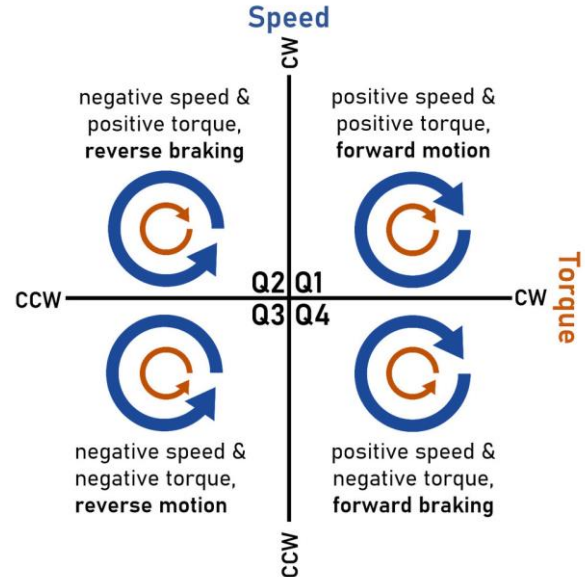 Speed
CW
negative speed &
positive torque,
reverse braking
positive speed &
positive torque,
forward motion
Q2
Q1
CCW
CW
Torque
Q3
Q4
negative speed &
negative torque,
reverse motion
positive speed &
negative torque,
forward braking
CCW